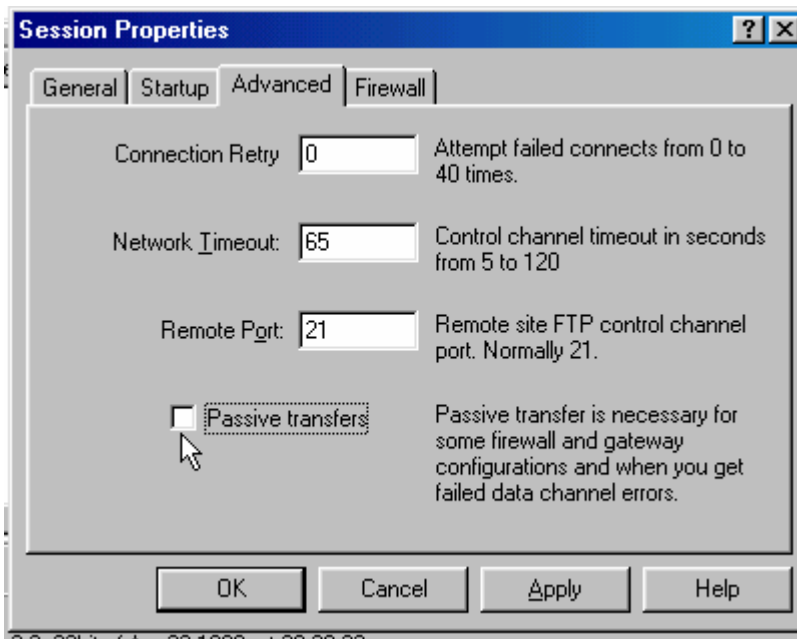 Session Properties
General Startup Advanced Firewall
Connection Retry 0 Attempt failed connects from 0 to
40 times.
Network Timeout: 65 Control channel timeout in seconds
from 5 to 120
Remote Port: 21 Remote site FTP control channel
port. Normally 21.
Passive transfers Passive transfer is necessary for
some firewall and gateway
configurations and when you get
failed data channel errors.
OK Cancel Apply Help